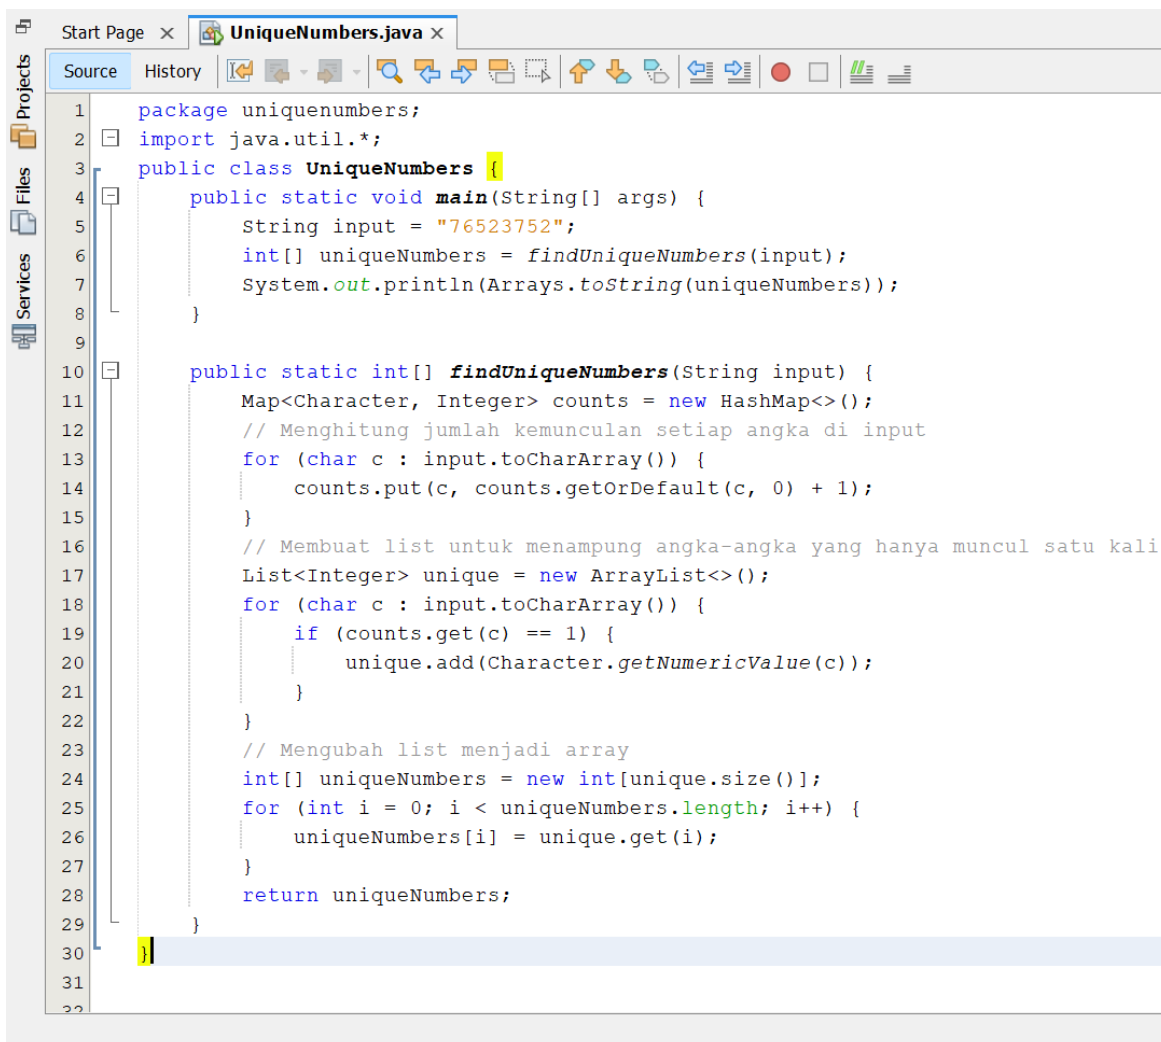 Start Page × UniqueNumbers.java ×
Source History
Projects
Files
Services
1 package uniquenumbers;
2 import java.util.*;
3 public class UniqueNumbers {
4     public static void main(String[] args) {
5         String input = "76523752";
6         int[] uniqueNumbers = findUniqueNumbers(input);
7         System.out.println(Arrays.toString(uniqueNumbers));
8     }
9
10     public static int[] findUniqueNumbers(String input) {
11         Map<Character, Integer> counts = new HashMap<>();
12         // Menghitung jumlah kemunculan setiap angka di input
13         for (char c : input.toCharArray()) {
14             counts.put(c, counts.getOrDefault(c, 0) + 1);
15         }
16         // Membuat list untuk menampung angka-angka yang hanya muncul satu kali
17         List<Integer> unique = new ArrayList<>();
18         for (char c : input.toCharArray()) {
19             if (counts.get(c) == 1) {
20                 unique.add(Character.getNumericValue(c));
21             }
22         }
23         // Mengubah list menjadi array
24         int[] uniqueNumbers = new int[unique.size()];
25         for (int i = 0; i < uniqueNumbers.length; i++) {
26             uniqueNumbers[i] = unique.get(i);
27         }
28         return uniqueNumbers;
29     }
30 }
31